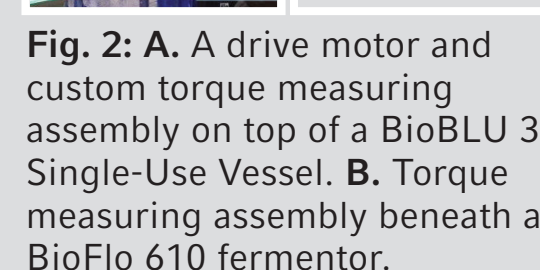 Fig. 2: A. A drive motor and
custom torque measuring
assembly on top of a BioBLU 3
Single-Use Vessel. B. Torque
measuring assembly beneath a
BioFlo 610 fermentor.